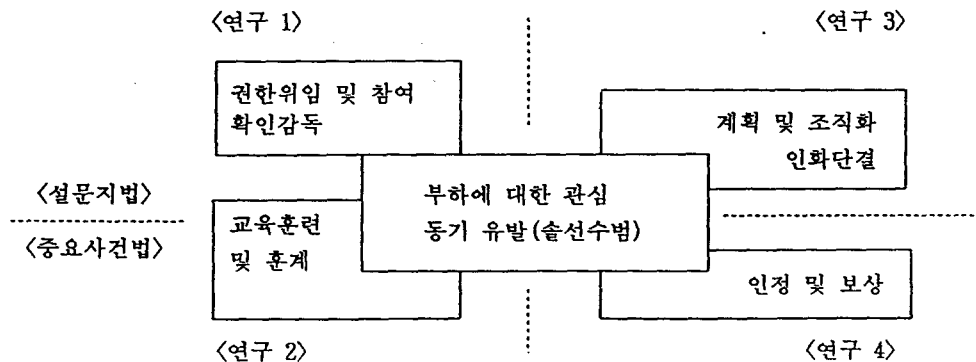 〈연구 1〉
〈연구 3〉
권한위임 및 참여
확인감독
계획 및 조직화
인화단결
부하에 대한 관심
동기 유발(솔선수범)
〈설문지법〉
〈중요사건법〉
교육훈련
및 훈계
인정 및 보상
〈연구 2〉
〈연구 4〉